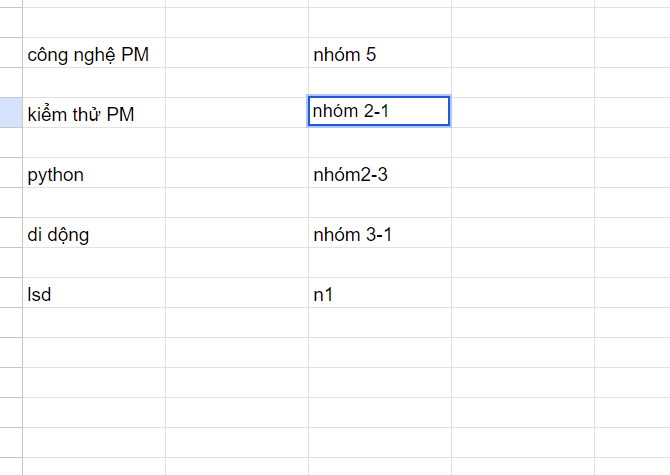 công nghệ PM nhóm 5
kiểm thử PM nhóm 2-1
python nhóm2-3
di dộng nhóm 3-1
lsd n1